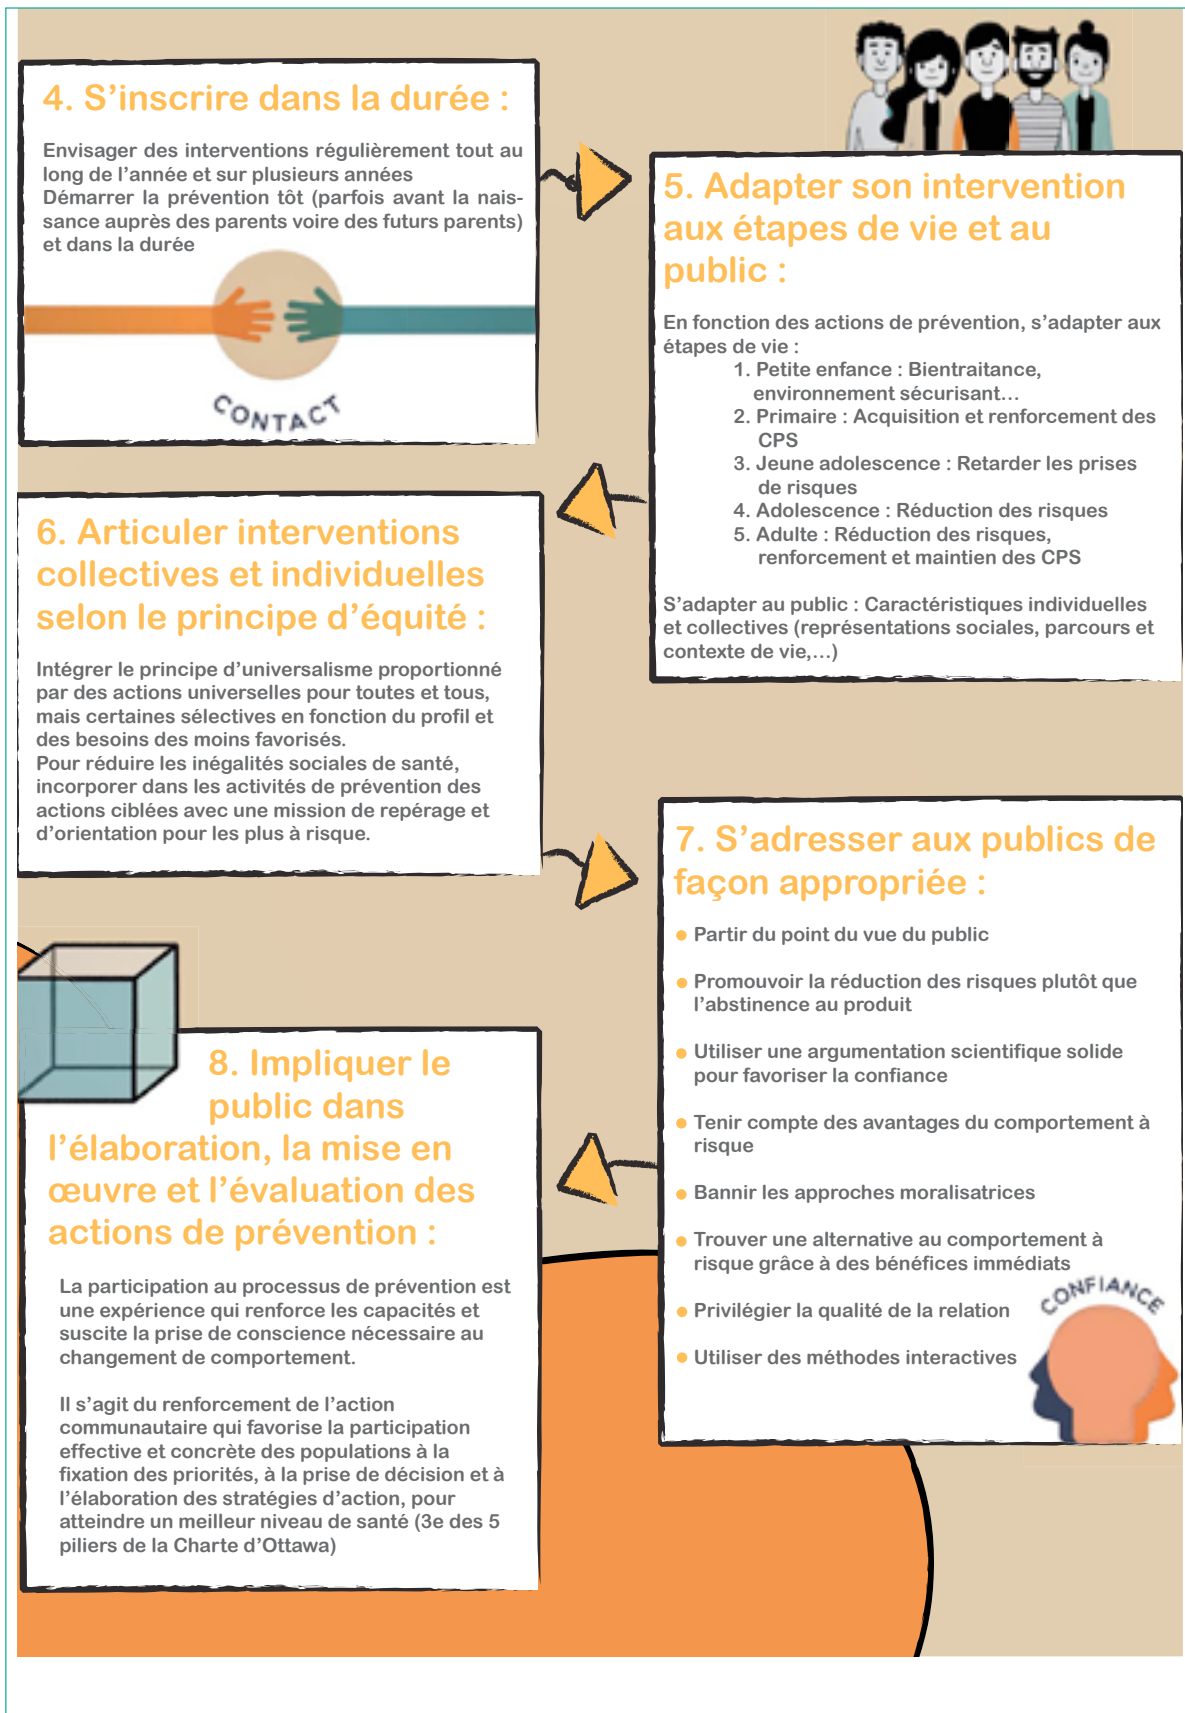 4. S’inscrire dans la durée :
Envisager des interventions régulièrement tout au
long de l’année et sur plusieurs années
Démarrer la prévention tôt (parfois avant la nais-
sance auprès des parents voire des futurs parents)
et dans la durée
CONTACT
5. Adapter son intervention
aux étapes de vie et au
public :
En fonction des actions de prévention, s’adapter aux
étapes de vie :
1. Petite enfance : Bientraitance,
environnement sécurisant…
2. Primaire : Acquisition et renforcement des
CPS
3. Jeune adolescence : Retarder les prises
de risques
4. Adolescence : Réduction des risques
5. Adulte : Réduction des risques,
renforcement et maintien des CPS
S’adapter au public : Caractéristiques individuelles
et collectives (représentations sociales, parcours et
contexte de vie,…)
6. Articuler interventions
collectives et individuelles
selon le principe d’équité :
Intégrer le principe d’universalisme proportionné
par des actions universelles pour toutes et tous,
mais certaines sélectives en fonction du profil et
des besoins des moins favorisés.
Pour réduire les inégalités sociales de santé,
incorporer dans les activités de prévention des
actions ciblées avec une mission de repérage et
d’orientation pour les plus à risque.
7. S’adresser aux publics de
façon appropriée :
● Partir du point du vue du public
● Promouvoir la réduction des risques plutôt que
l’abstinence au produit
● Utiliser une argumentation scientifique solide
pour favoriser la confiance
● Tenir compte des avantages du comportement à
risque
● Bannir les approches moralisatrices
● Trouver une alternative au comportement à
risque grâce à des bénéfices immédiats
● Privilégier la qualité de la relation
● Utiliser des méthodes interactives
CONFIANCE
8. Impliquer le
public dans
l’élaboration, la mise en
œuvre et l’évaluation des
actions de prévention :
La participation au processus de prévention est
une expérience qui renforce les capacités et
suscite la prise de conscience nécessaire au
changement de comportement.
Il s’agit du renforcement de l’action
communautaire qui favorise la participation
effective et concrète des populations à la
fixation des priorités, à la prise de décision et à
l’élaboration des stratégies d’action, pour
atteindre un meilleur niveau de santé (3e des 5
piliers de la Charte d’Ottawa)